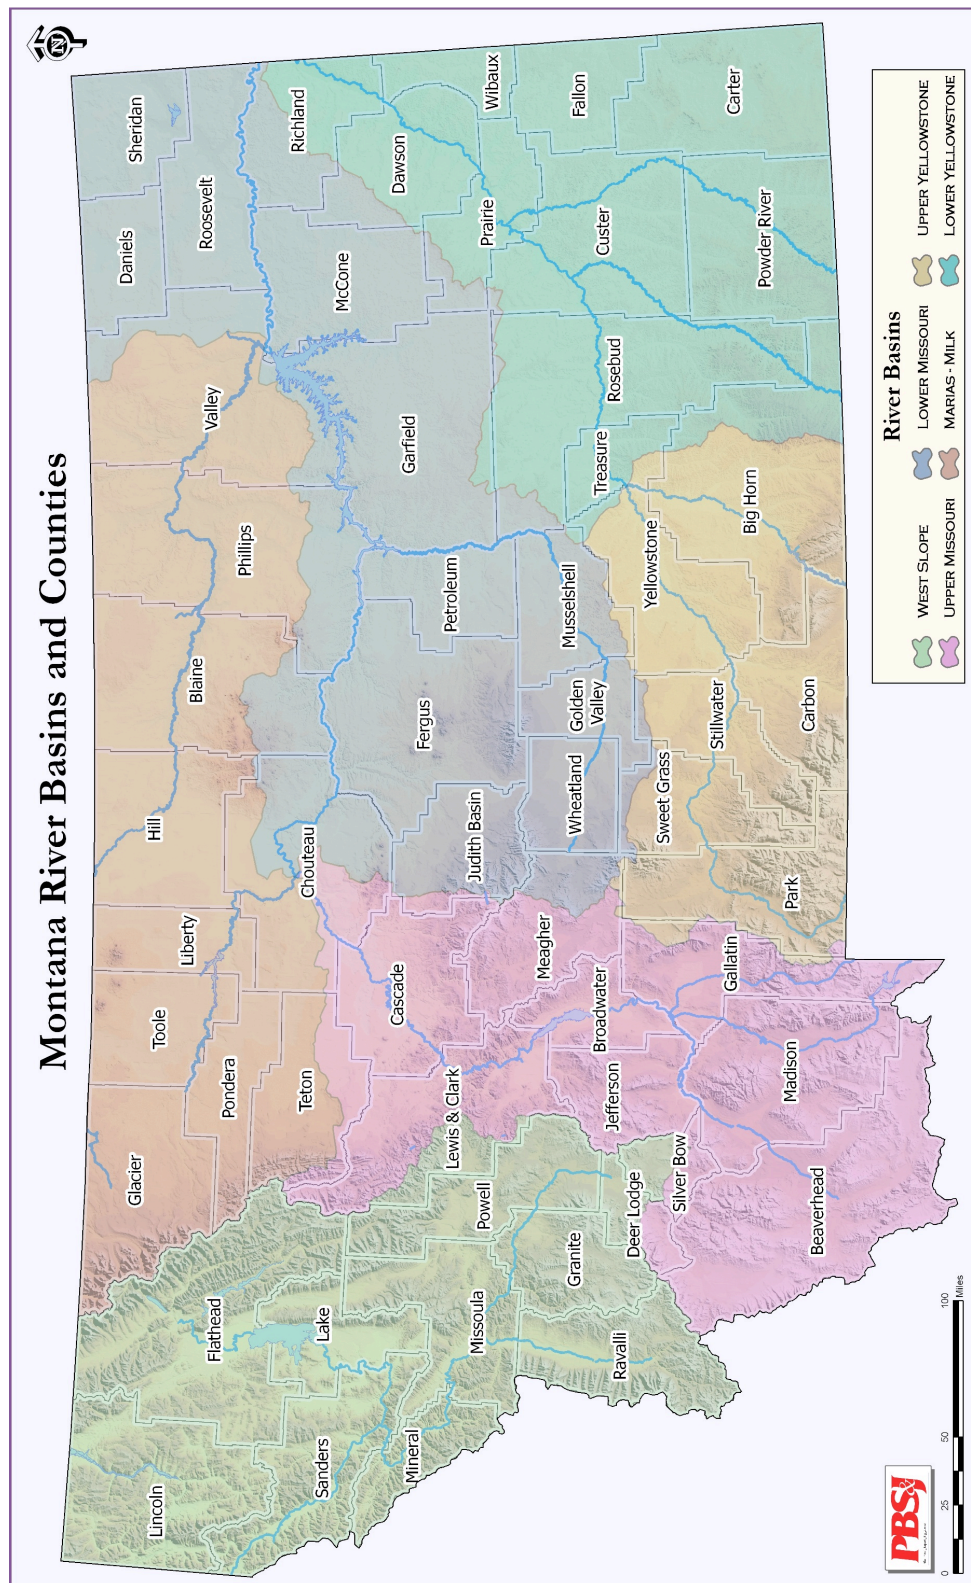 Montana River Basins and Counties
N
Lincoln
Flathead
Glacier
Toole
Liberty
Hill
Blaine
Phillips
Valley
Daniels
Sheridan
Roosevelt
Pondera
Teton
Chouteau
Sanders
Lake
Mineral
Missoula
Powell
Lewis & Clark
Cascade
Judith Basin
Fergus
Petroleum
Garfield
McCone
Richland
Dawson
Prairie
Wibaux
Ravalli
Granite
Deer Lodge
Silver Bow
Jefferson
Broadwater
Meagher
Wheatland
Golden
Valley
Musselshell
Treasure
Rosebud
Custer
Fallon
Beaverhead
Madison
Gallatin
Park
Sweet Grass
Stillwater
Carbon
Yellowstone
Big Horn
Powder River
Carter
River Basins
WEST SLOPE
LOWER MISSOURI
UPPER YELLOWSTONE
UPPER MISSOURI
MARIAS - MILK
LOWER YELLOWSTONE
PBS&J
0 25 50 100
Miles